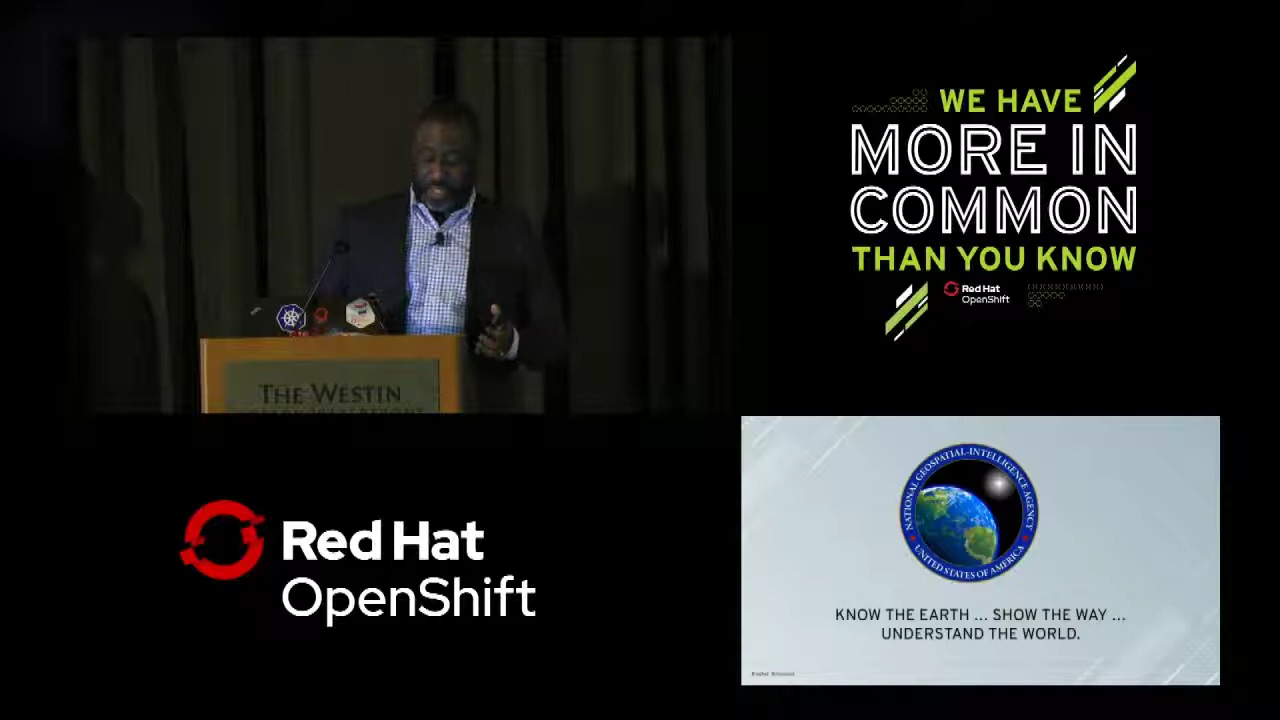 WE HAVE
MORE IN
COMMON
THAN YOU KNOW
Red Hat
OpenShift
THE WESTIN
Red Hat
OpenShift
NATIONAL GEOSPATIAL-INTELLIGENCE AGENCY
UNITED STATES OF AMERICA
KNOW THE EARTH ... SHOW THE WAY ...
UNDERSTAND THE WORLD.